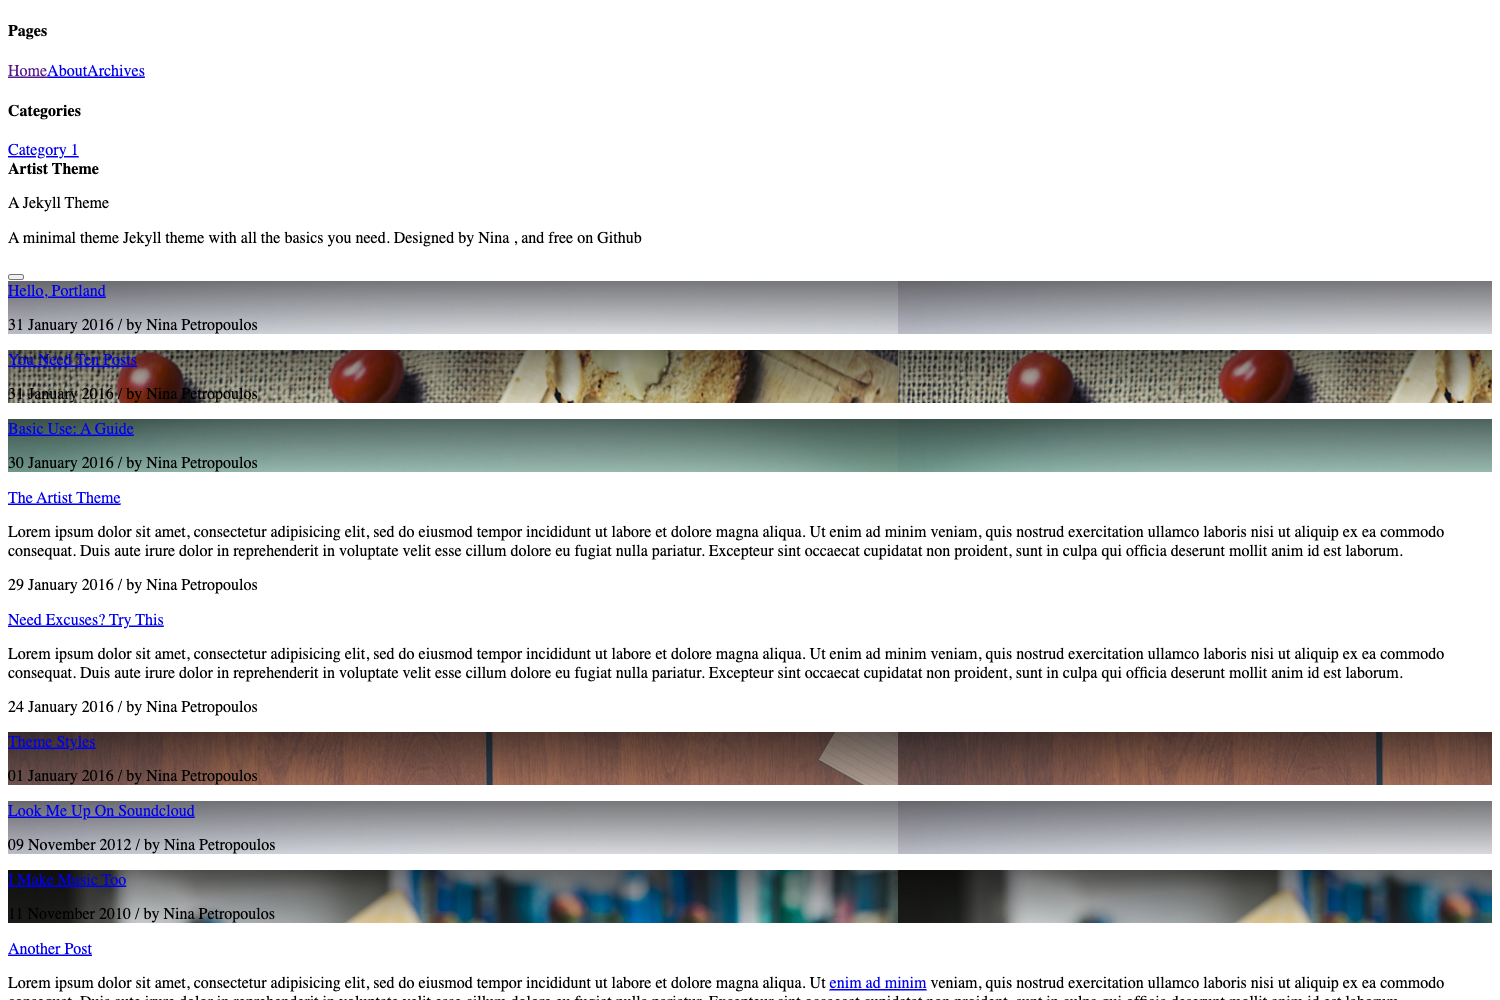 Pages
HomeAboutArchives
Categories
Category 1
Artist Theme
A Jekyll Theme
A minimal theme Jekyll theme with all the basics you need. Designed by Nina , and free on Github
Hello, Portland
31 January 2016 / by Nina Petropoulos
You Need Ten Posts
31 January 2016 / by Nina Petropoulos
Basic Use: A Guide
30 January 2016 / by Nina Petropoulos
The Artist Theme
Lorem ipsum dolor sit amet, consectetur adipisicing elit, sed do eiusmod tempor incididunt ut labore et dolore magna aliqua. Ut enim ad minim veniam, quis nostrud exercitation ullamco laboris nisi ut aliquip ex ea commodo
consequat. Duis aute irure dolor in reprehenderit in voluptate velit esse cillum dolore eu fugiat nulla pariatur. Excepteur sint occaecat cupidatat non proident, sunt in culpa qui officia deserunt mollit anim id est laborum.
29 January 2016 / by Nina Petropoulos
Need Excuses? Try This
Lorem ipsum dolor sit amet, consectetur adipisicing elit, sed do eiusmod tempor incididunt ut labore et dolore magna aliqua. Ut enim ad minim veniam, quis nostrud exercitation ullamco laboris nisi ut aliquip ex ea commodo
consequat. Duis aute irure dolor in reprehenderit in voluptate velit esse cillum dolore eu fugiat nulla pariatur. Excepteur sint occaecat cupidatat non proident, sunt in culpa qui officia deserunt mollit anim id est laborum.
24 January 2016 / by Nina Petropoulos
Theme Styles
01 January 2016 / by Nina Petropoulos
Look Me Up On Soundcloud
09 November 2012 / by Nina Petropoulos
I Make Music Too
11 November 2010 / by Nina Petropoulos
Another Post
Lorem ipsum dolor sit amet, consectetur adipisicing elit, sed do eiusmod tempor incididunt ut labore et dolore magna aliqua. Ut enim ad minim veniam, quis nostrud exercitation ullamco laboris nisi ut aliquip ex ea commodo